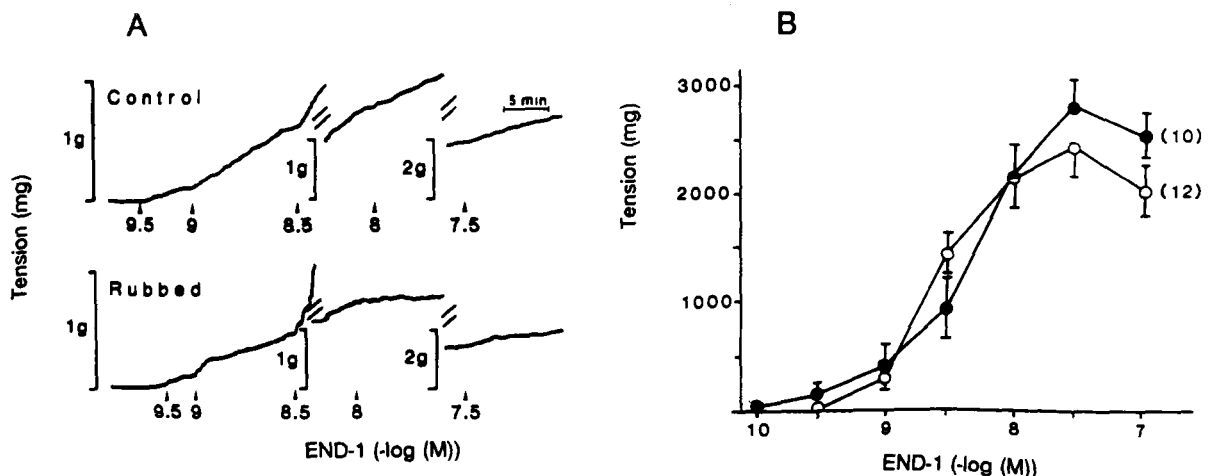 A
Control
1g
1g
2g
5 min
9.5 9 8.5 8 7.5
Rubbed
1g
1g
2g
9.5 9 8.5 8 7.5
Tension (mg)
END-1 (-log (M))
B
3000
2000
1000
Tension (mg)
(10)
(12)
10 9 8 7
END-1 (-log (M))